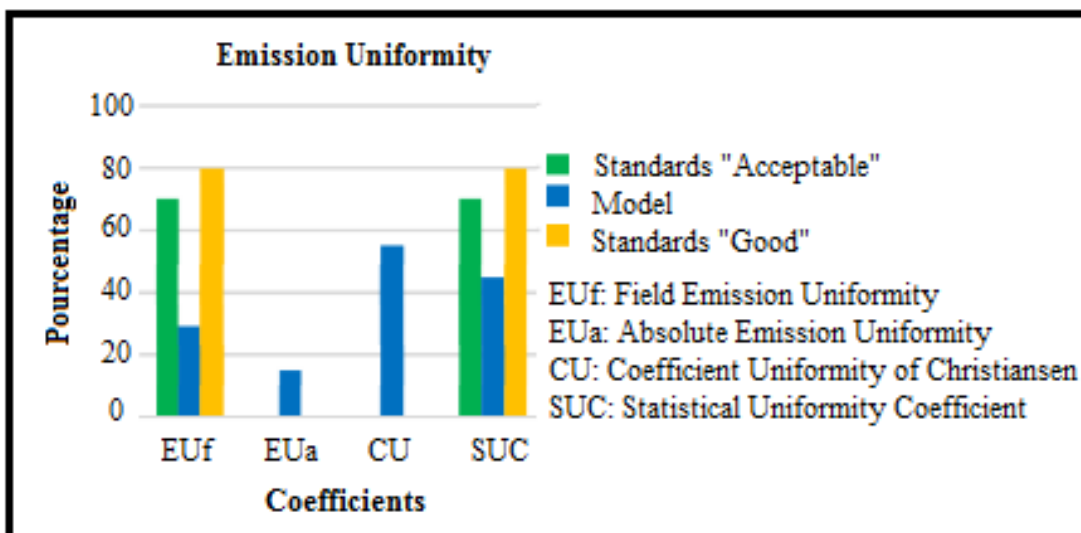 Emission Uniformity
100
80
60
40
20
0
Pourcentage
EUf EUa CU SUC
Coefficients
Standards "Acceptable"
Model
Standards "Good"
EUf: Field Emission Uniformity
EUa: Absolute Emission Uniformity
CU: Coefficient Uniformity of Christiansen
SUC: Statistical Uniformity Coefficient